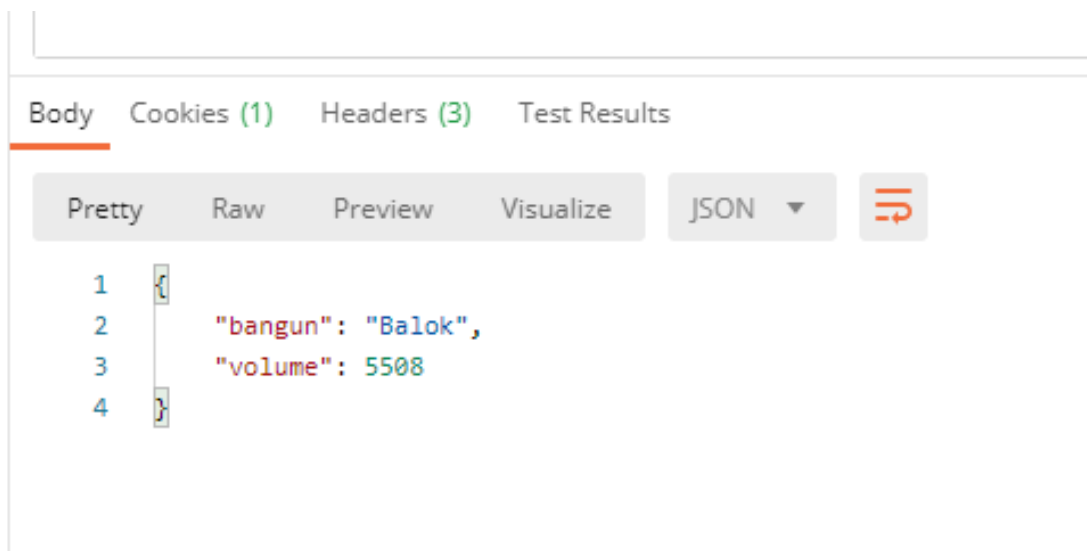 Body Cookies (1) Headers (3) Test Results
Pretty Raw Preview Visualize JSON
1 {
2 "bangun": "Balok",
3 "volume": 5508
4 }